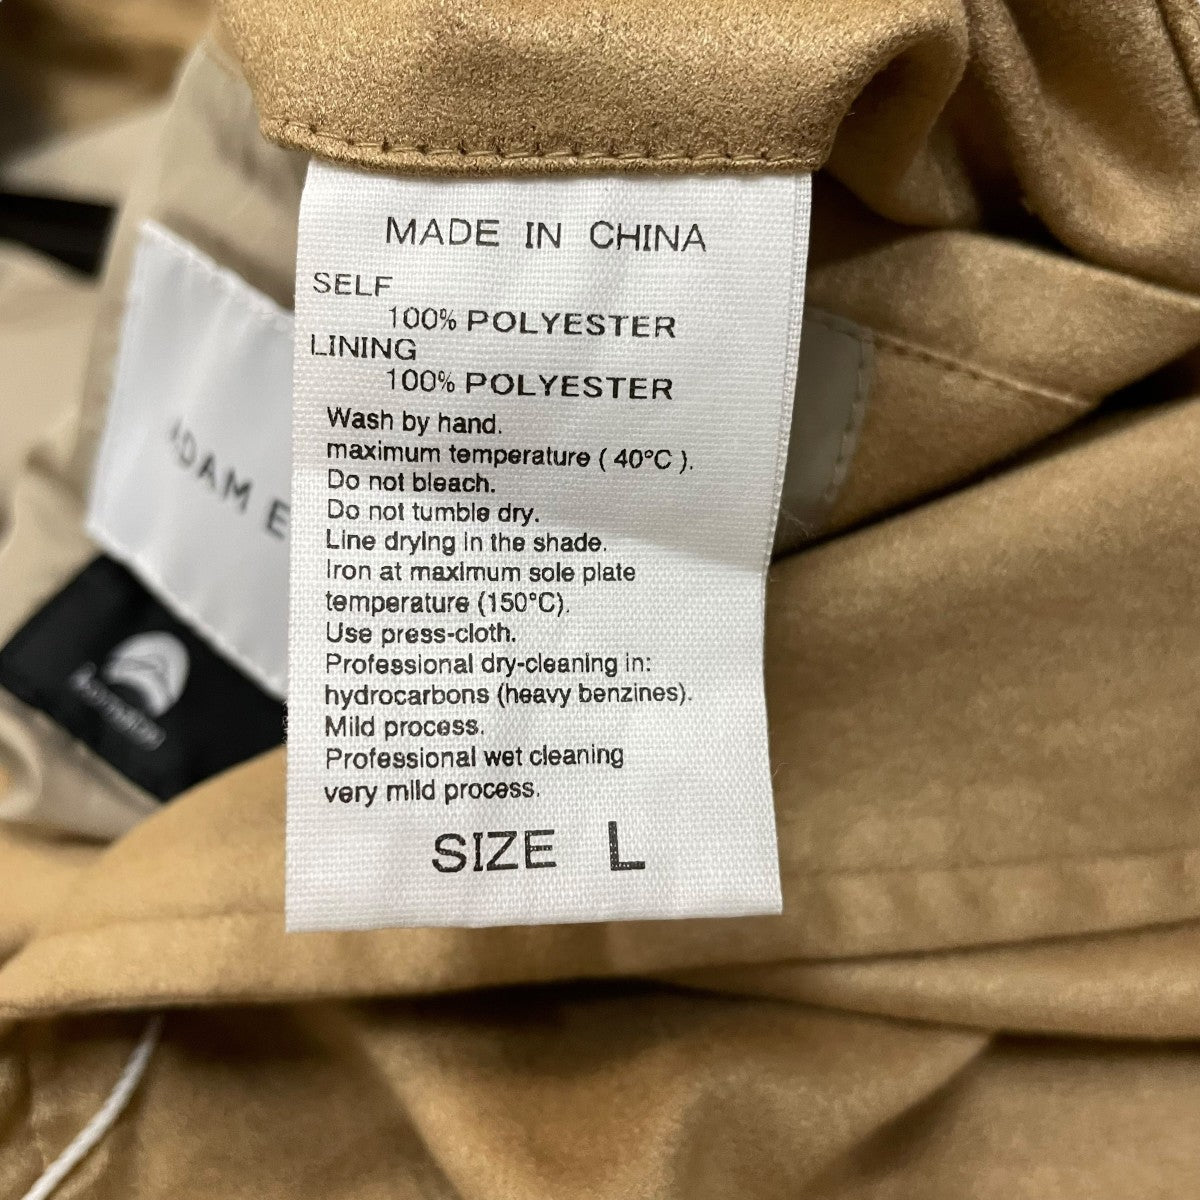 MADE IN CHINA
SELF
100% POLYESTER
LINING
100% POLYESTER
Wash by hand.
maximum temperature ( 40°C ).
Do not bleach.
Do not tumble dry.
Line drying in the shade.
Iron at maximum sole plate
temperature (150°C).
Use press-cloth.
Professional dry-cleaning in:
hydrocarbons (heavy benzines).
Mild process.
Professional wet cleaning
very mild process.
SIZE L
ADAM E